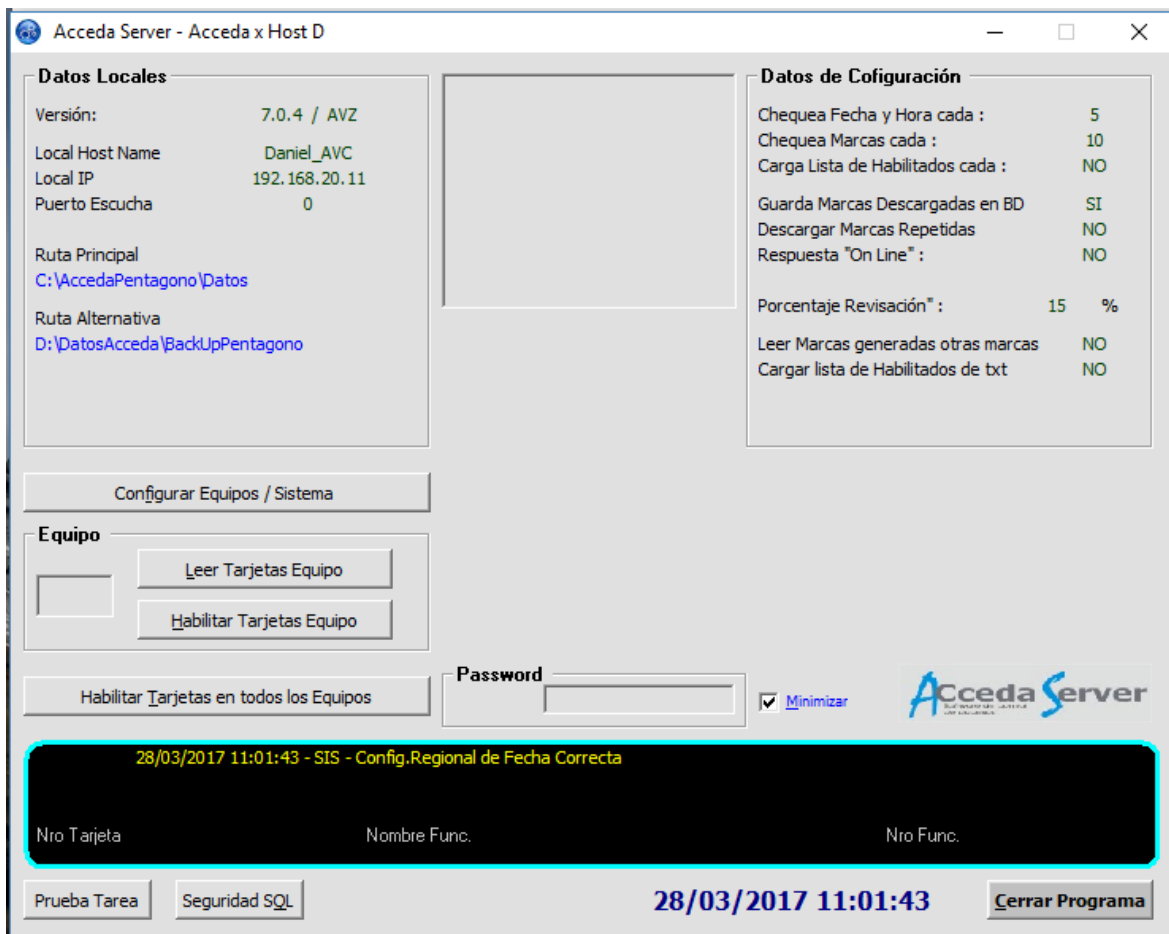 Acceda Server - Acceda x Host D
Datos Locales
Versión: 7.0.4 / AVZ
Local Host Name Daniel_AVC
Local IP 192.168.20.11
Puerto Escucha 0
Ruta Principal
C:\AccedaPentagono\Datos
Ruta Alternativa
D:\DatosAcceda\BackUpPentagono
Datos de Cofiguración
Chequea Fecha y Hora cada : 5
Chequea Marcas cada : 10
Carga Lista de Habilitados cada : NO
Guarda Marcas Descargadas en BD SI
Descargar Marcas Repetidas NO
Respuesta "On Line" : NO
Porcentaje Revisación" : 15 %
Leer Marcas generadas otras marcas NO
Cargar lista de Habilitados de txt NO
Configurar Equipos / Sistema
Equipo
Leer Tarjetas Equipo
Habilitar Tarjetas Equipo
Habilitar Tarjetas en todos los Equipos
Password
Minimizar
Acceda Server
28/03/2017 11:01:43 - SIS - Config.Regional de Fecha Correcta
Nro Tarjeta Nombre Func. Nro Func.
Prueba Tarea Seguridad SQL 28/03/2017 11:01:43 Cerrar Programa